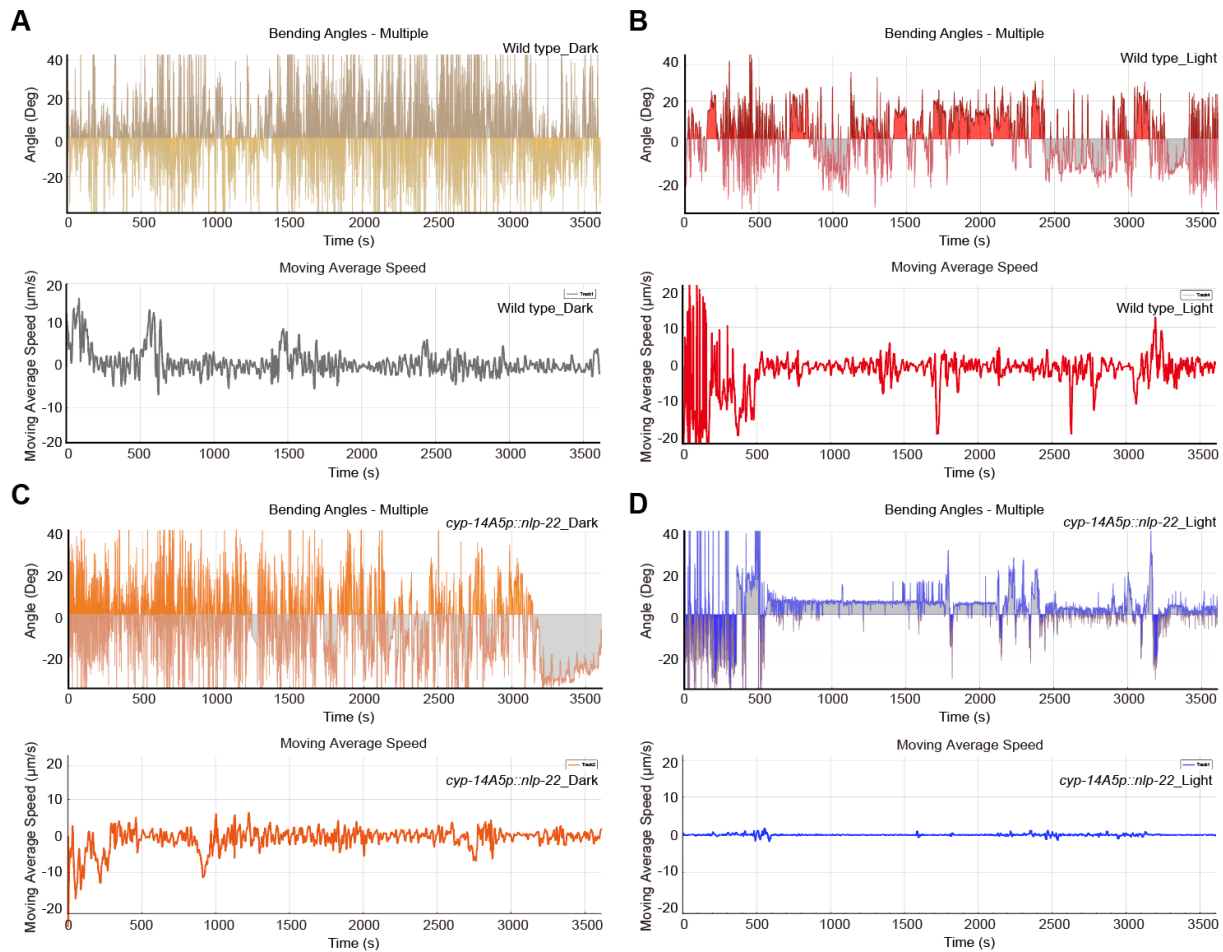 A
Bending Angles - Multiple
Wild type_Dark
Angle (Deg)
40
20
0
-20
0 500 1000 1500 2000 2500 3000 3500
Time (s)
Moving Average Speed
Track1
Wild type_Dark
Moving Average Speed (μm/s)
20
10
0
-10
-20
0 500 1000 1500 2000 2500 3000 3500
Time (s)
B
Bending Angles - Multiple
Wild type_Light
Angle (Deg)
40
20
0
-20
0 500 1000 1500 2000 2500 3000 3500
Time (s)
Moving Average Speed
Wild type_Light
Moving Average Speed (μm/s)
20
10
0
-10
-20
0 500 1000 1500 2000 2500 3000 3500
Time (s)
C
Bending Angles - Multiple
cyp-14A5p::nlp-22_Dark
Angle (Deg)
40
20
0
-20
0 500 1000 1500 2000 2500 3000 3500
Time (s)
Moving Average Speed
Track2
cyp-14A5p::nlp-22_Dark
Moving Average Speed (μm/s)
20
10
0
-10
-20
0 500 1000 1500 2000 2500 3000 3500
Time (s)
D
Bending Angles - Multiple
cyp-14A5p::nlp-22_Light
Angle (Deg)
40
20
0
-20
0 500 1000 1500 2000 2500 3000 3500
Time (s)
Moving Average Speed
Track1
cyp-14A5p::nlp-22_Light
Moving Average Speed (μm/s)
20
10
0
-10
-20
0 500 1000 1500 2000 2500 3000 3500
Time (s)